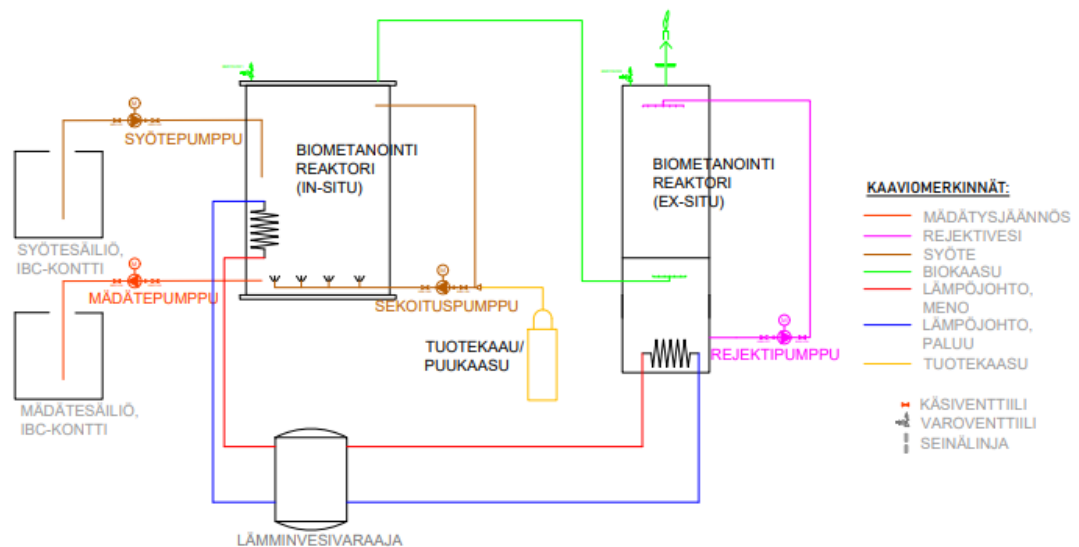 SYÖTEPUMPPU
BIOMETANOINTI
REAKTORI
(IN-SITU)
BIOMETANOINTI
REAKTORI
(EX-SITU)
SYÖTESÄILIÖ,
IBC-KONTTI
MÄDÄTEPUMPPU
SEKOITUSPUMPPU
TUOTEKAAU/
PUUKAASU
REJEKTIPUMPPU
MÄDÄTESÄILIÖ,
IBC-KONTTI
LÄMMINVESIVARAAJA
KAAVIOMERKINNÄT:
MÄDÄTYSJÄÄNNÖS
REJEKTIVESI
SYÖTE
BIOKAASU
LÄMPÖJOHTO,
MENO
LÄMPÖJOHTO,
PALUU
TUOTEKAASU
KÄSIVENTTIILI
VAROVENTTIILI
SEINÄLINJA